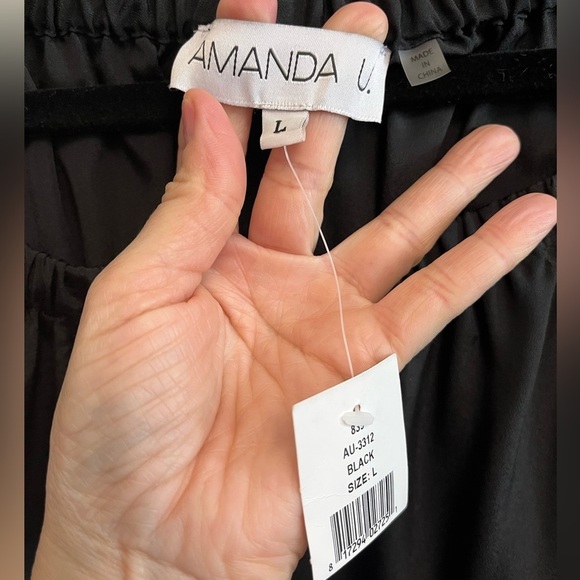 AMANDA U.
MADE
IN
CHINA
L
AU-3312
BLACK
SIZE: L